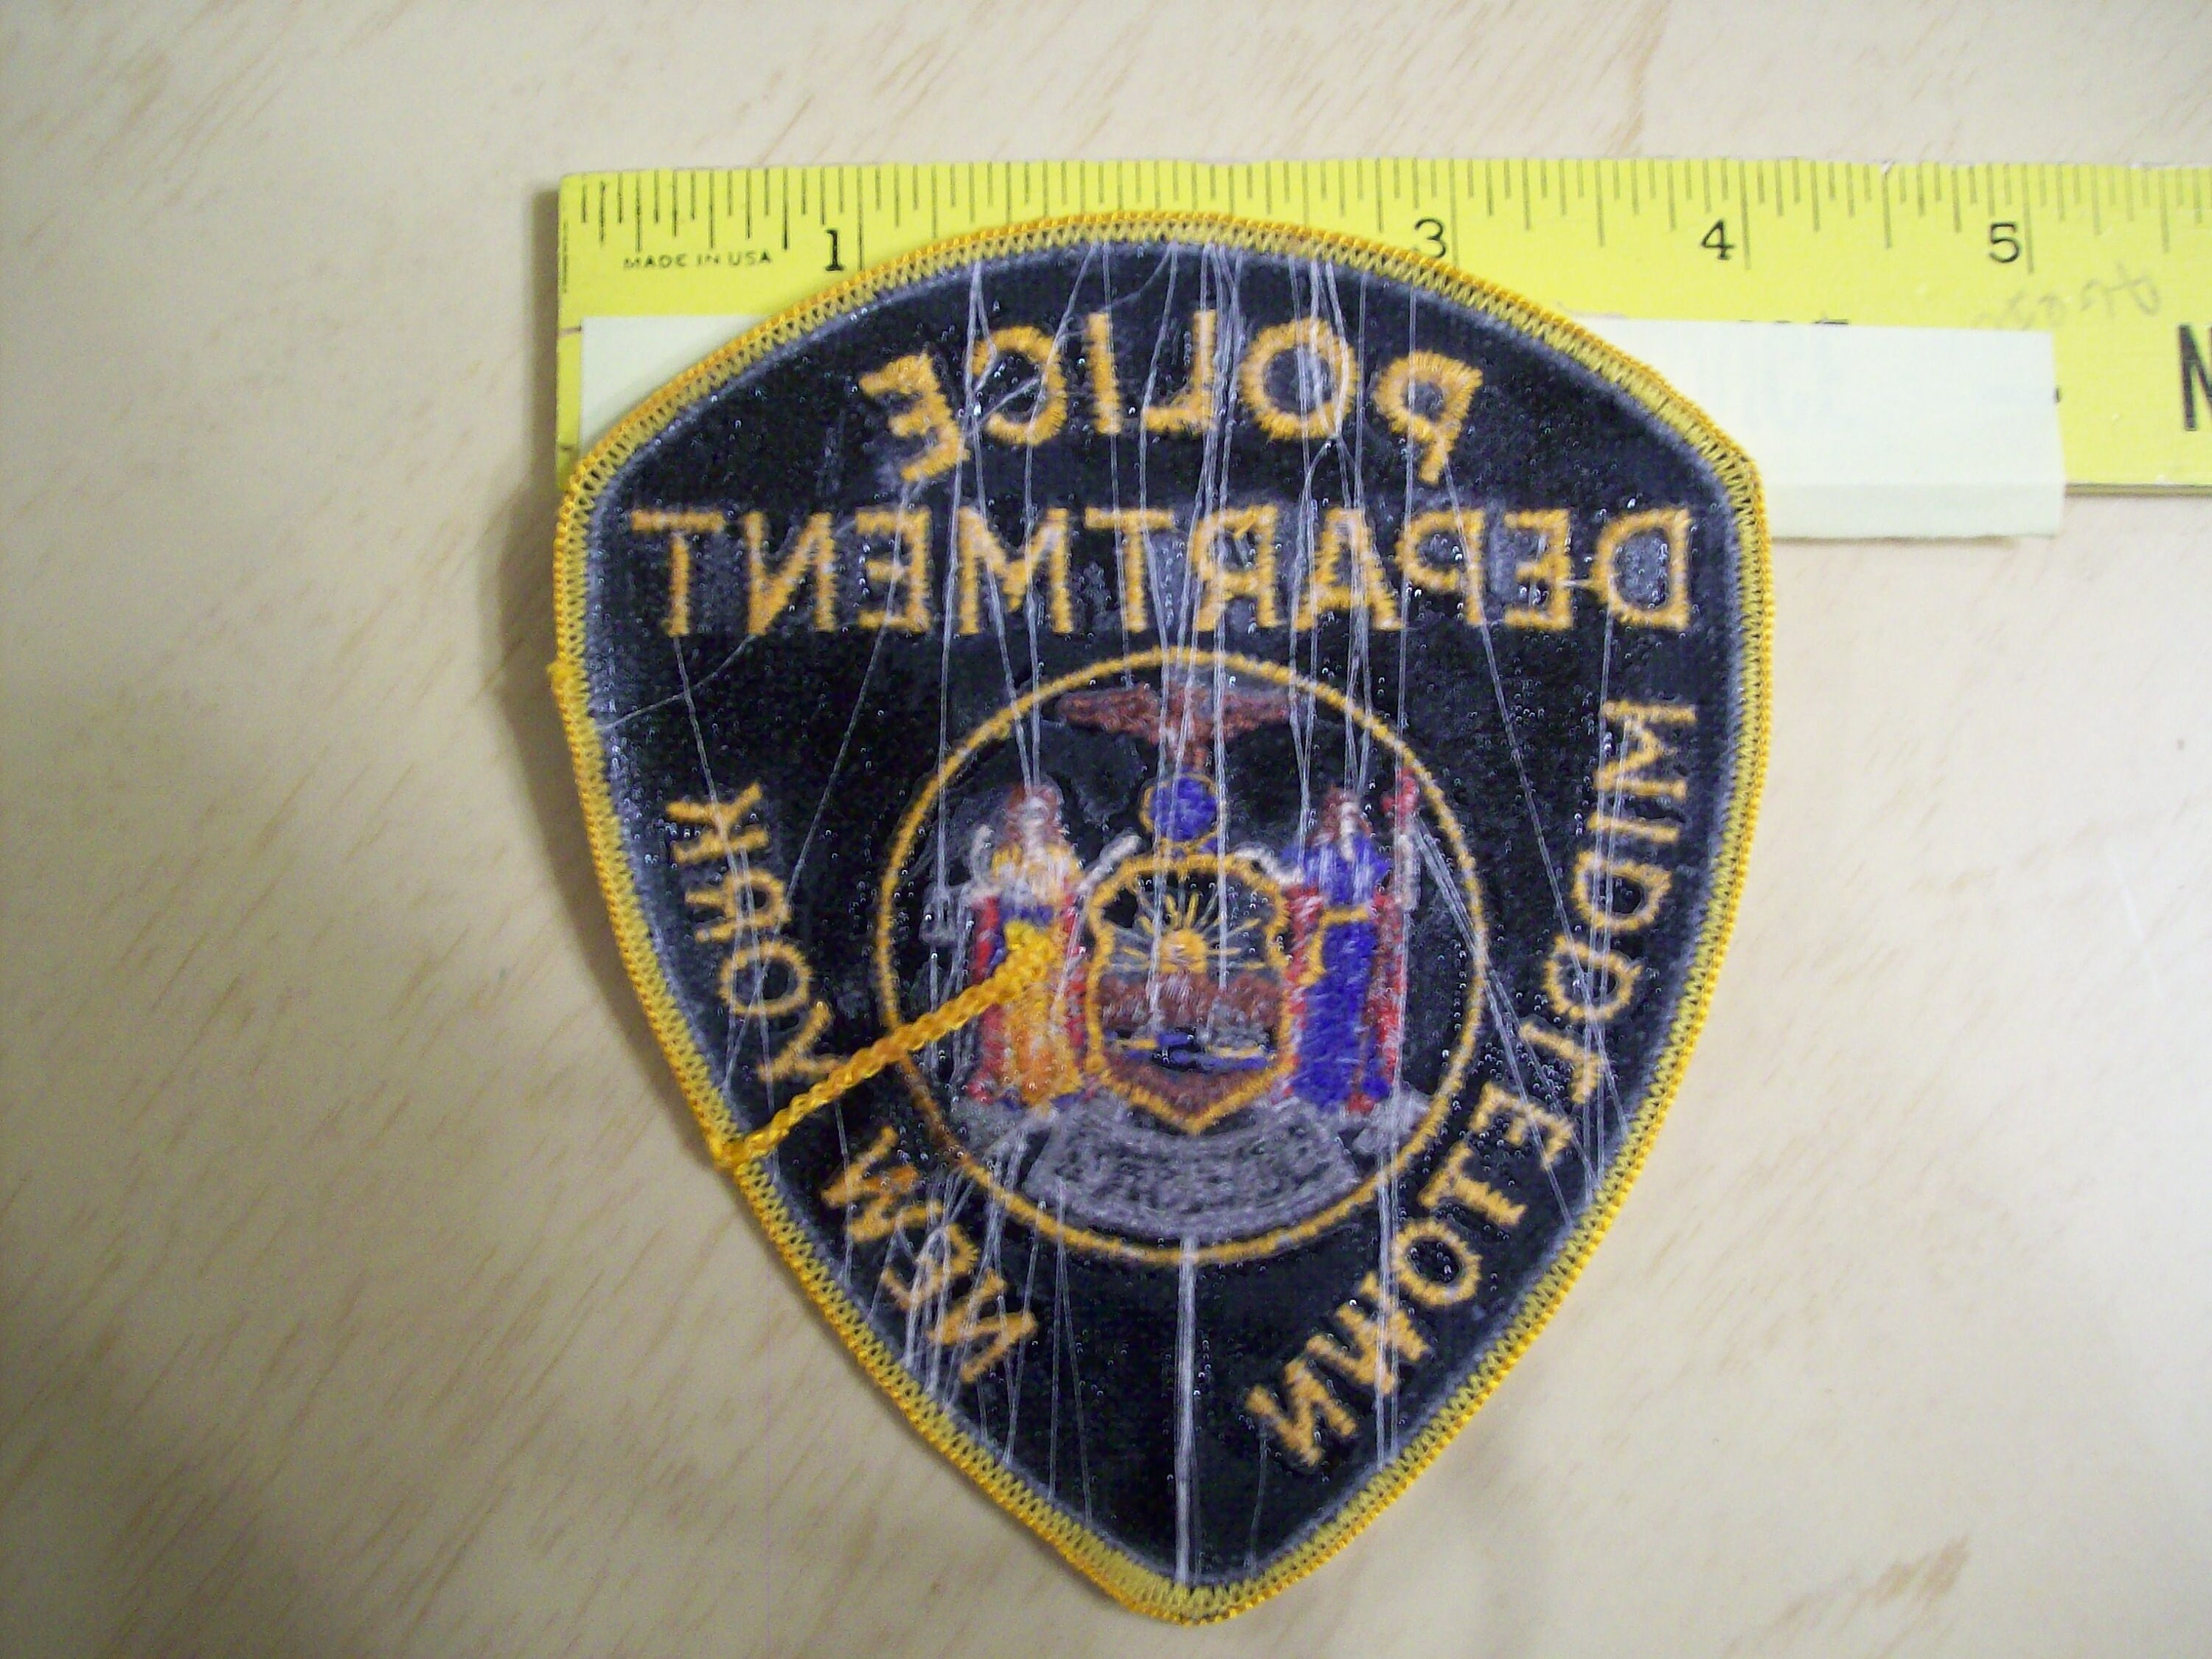 MADE IN USA
1 3 4 5
N
POLICE
DEPARTMENT
MIDDLETOWN
NEW YORK